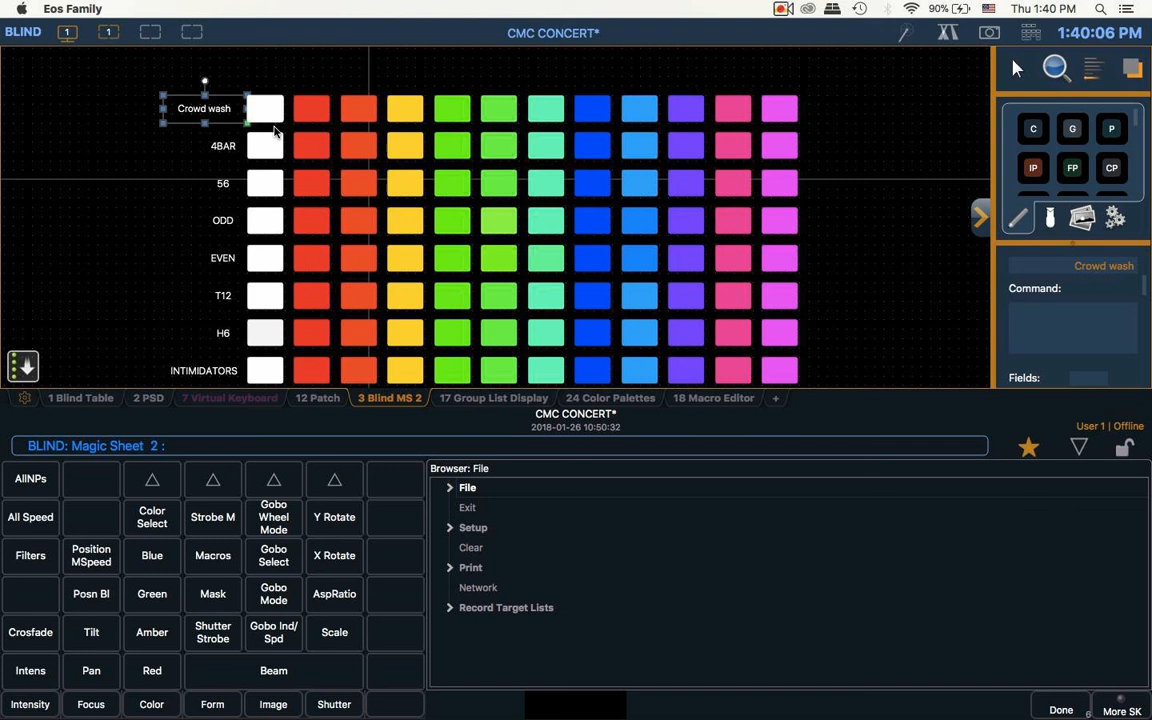 Eos Family
90%
Thu 1:40 PM
BLIND
1
1
CMC CONCERT*
1:40:06 PM
Crowd wash
4BAR
56
ODD
EVEN
T12
H6
INTIMIDATORS
C
G
P
IP
FP
CP
Crowd wash
Command:
Fields:
1 Blind Table
2 PSD
7 Virtual Keyboard
12 Patch
3 Blind MS 2
17 Group List Display
24 Color Palettes
18 Macro Editor
+
CMC CONCERT*
2018-01-26 10:50:32
User 1 | Offline
BLIND: Magic Sheet 2 :
AllNPs
All Speed
Color
Select
Strobe M
Gobo
Wheel
Mode
Y Rotate
Filters
Position
MSpeed
Blue
Macros
Gobo
Select
X Rotate
Posn Bl
Green
Mask
Gobo
Mode
AspRatio
Crosfade
Tilt
Amber
Shutter
Strobe
Gobo Ind/
Spd
Scale
Intens
Pan
Red
Beam
Intensity
Focus
Color
Form
Image
Shutter
Browser: File
File
Exit
Setup
Clear
Print
Network
Record Target Lists
Done
6
More SK